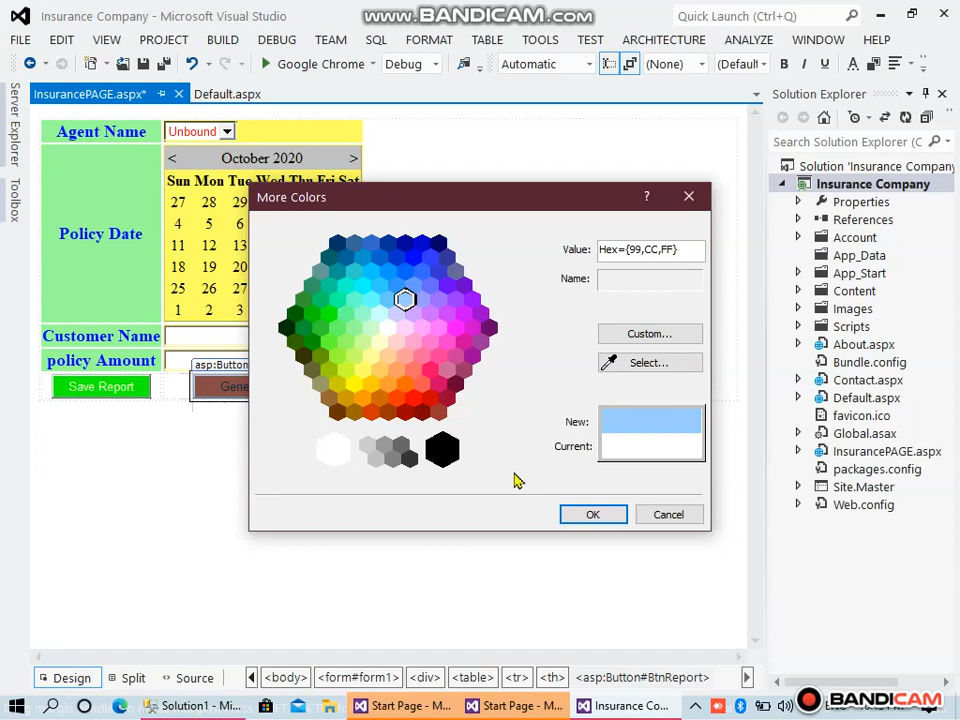 Insurance Company - Microsoft Visual Studio
www.BANDICAM.com
Quick Launch (Ctrl+Q)
FILE EDIT VIEW PROJECT BUILD DEBUG TEAM SQL FORMAT TABLE TOOLS TEST ARCHITECTURE ANALYZE WINDOW HELP
Google Chrome Debug Automatic (None) (Default B I
InsurancePAGE.aspx* Default.aspx
Server Explorer
Toolbox
Agent Name Unbound
Policy Date
< October 2020 >
Sun Mon Tue Wed Thu Fri Sat
27 28 29
4 5 6
11 12 13
18 19 20
25 26 27
1 2 3
Customer Name
policy Amount
asp:Button
Save Report Gene
More Colors ?
Value: Hex={99,CC,FF}
Name:
Custom...
Select...
New:
Current:
OK Cancel
Solution Explorer
Search Solution Explorer (C
Solution 'Insurance Company
Insurance Company
Properties
References
Account
App_Data
App_Start
Content
Images
Scripts
About.aspx
Bundle.config
Contact.aspx
Default.aspx
favicon.ico
Global.asax
InsurancePAGE.aspx
packages.config
Site.Master
Web.config
Design Split Source <body> <form#form1> <div> <table> <tr> <th> <asp:Button#BtnReport>
Solution1 - Mi... Start Page - M... Start Page - M... Insurance Co...
BANDICAM